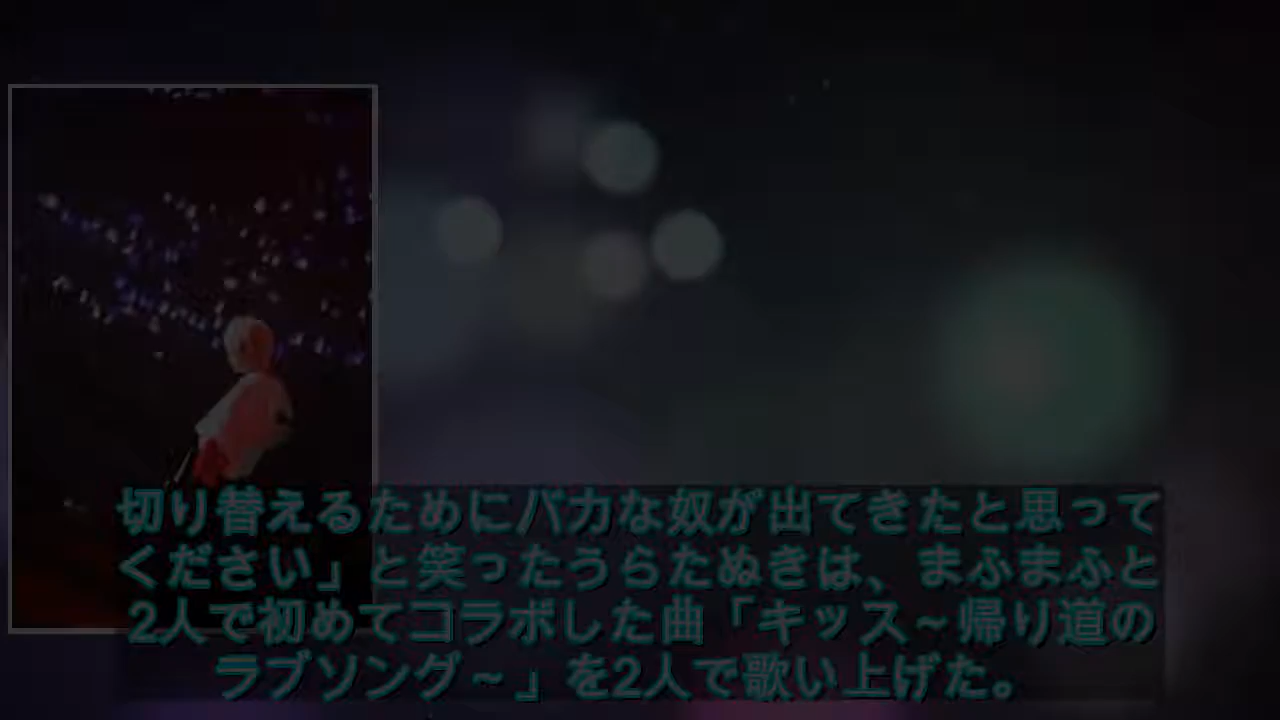 切り替えるためにバカな奴が出てきたと思って
ください」と笑ったうらたぬきは、まふまふと
2人で初めてコラボした曲「キッス～帰り道の
ラブソング～」を2人で歌い上げた。